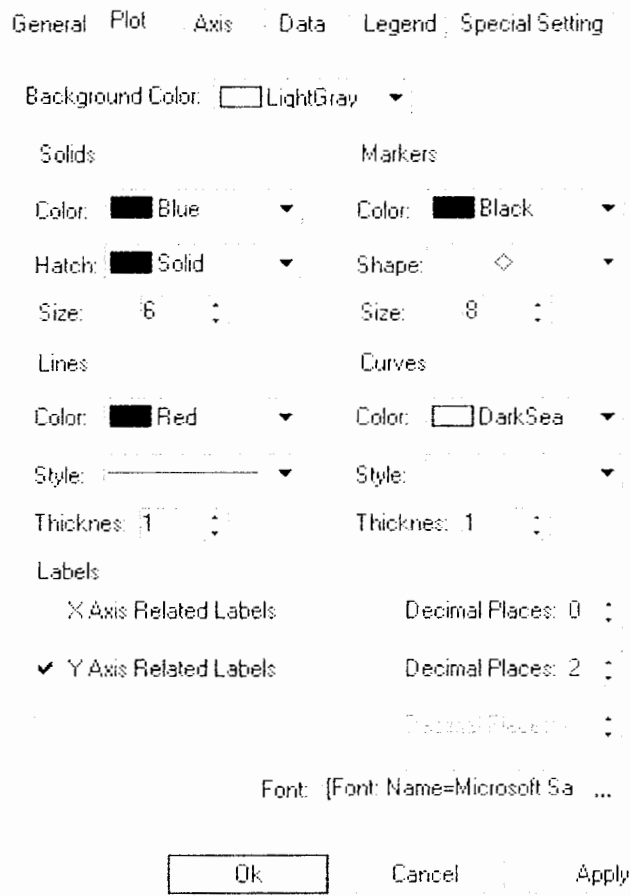 General Plot Axis Data Legend Special Setting
Background Color: LightGray
Solids Markers
Color: Blue Color: Black
Hatch: Solid Shape:
Size: 6 Size: 8
Lines Curves
Color: Red Color: DarkSea
Style: Style:
Thicknes: 1 Thicknes: 1
Labels
X Axis Related Labels Decimal Places: 0
Y Axis Related Labels Decimal Places: 2
Decimal Places:
Font: [Font: Name=Microsoft Sa ...
Ok Cancel Apply